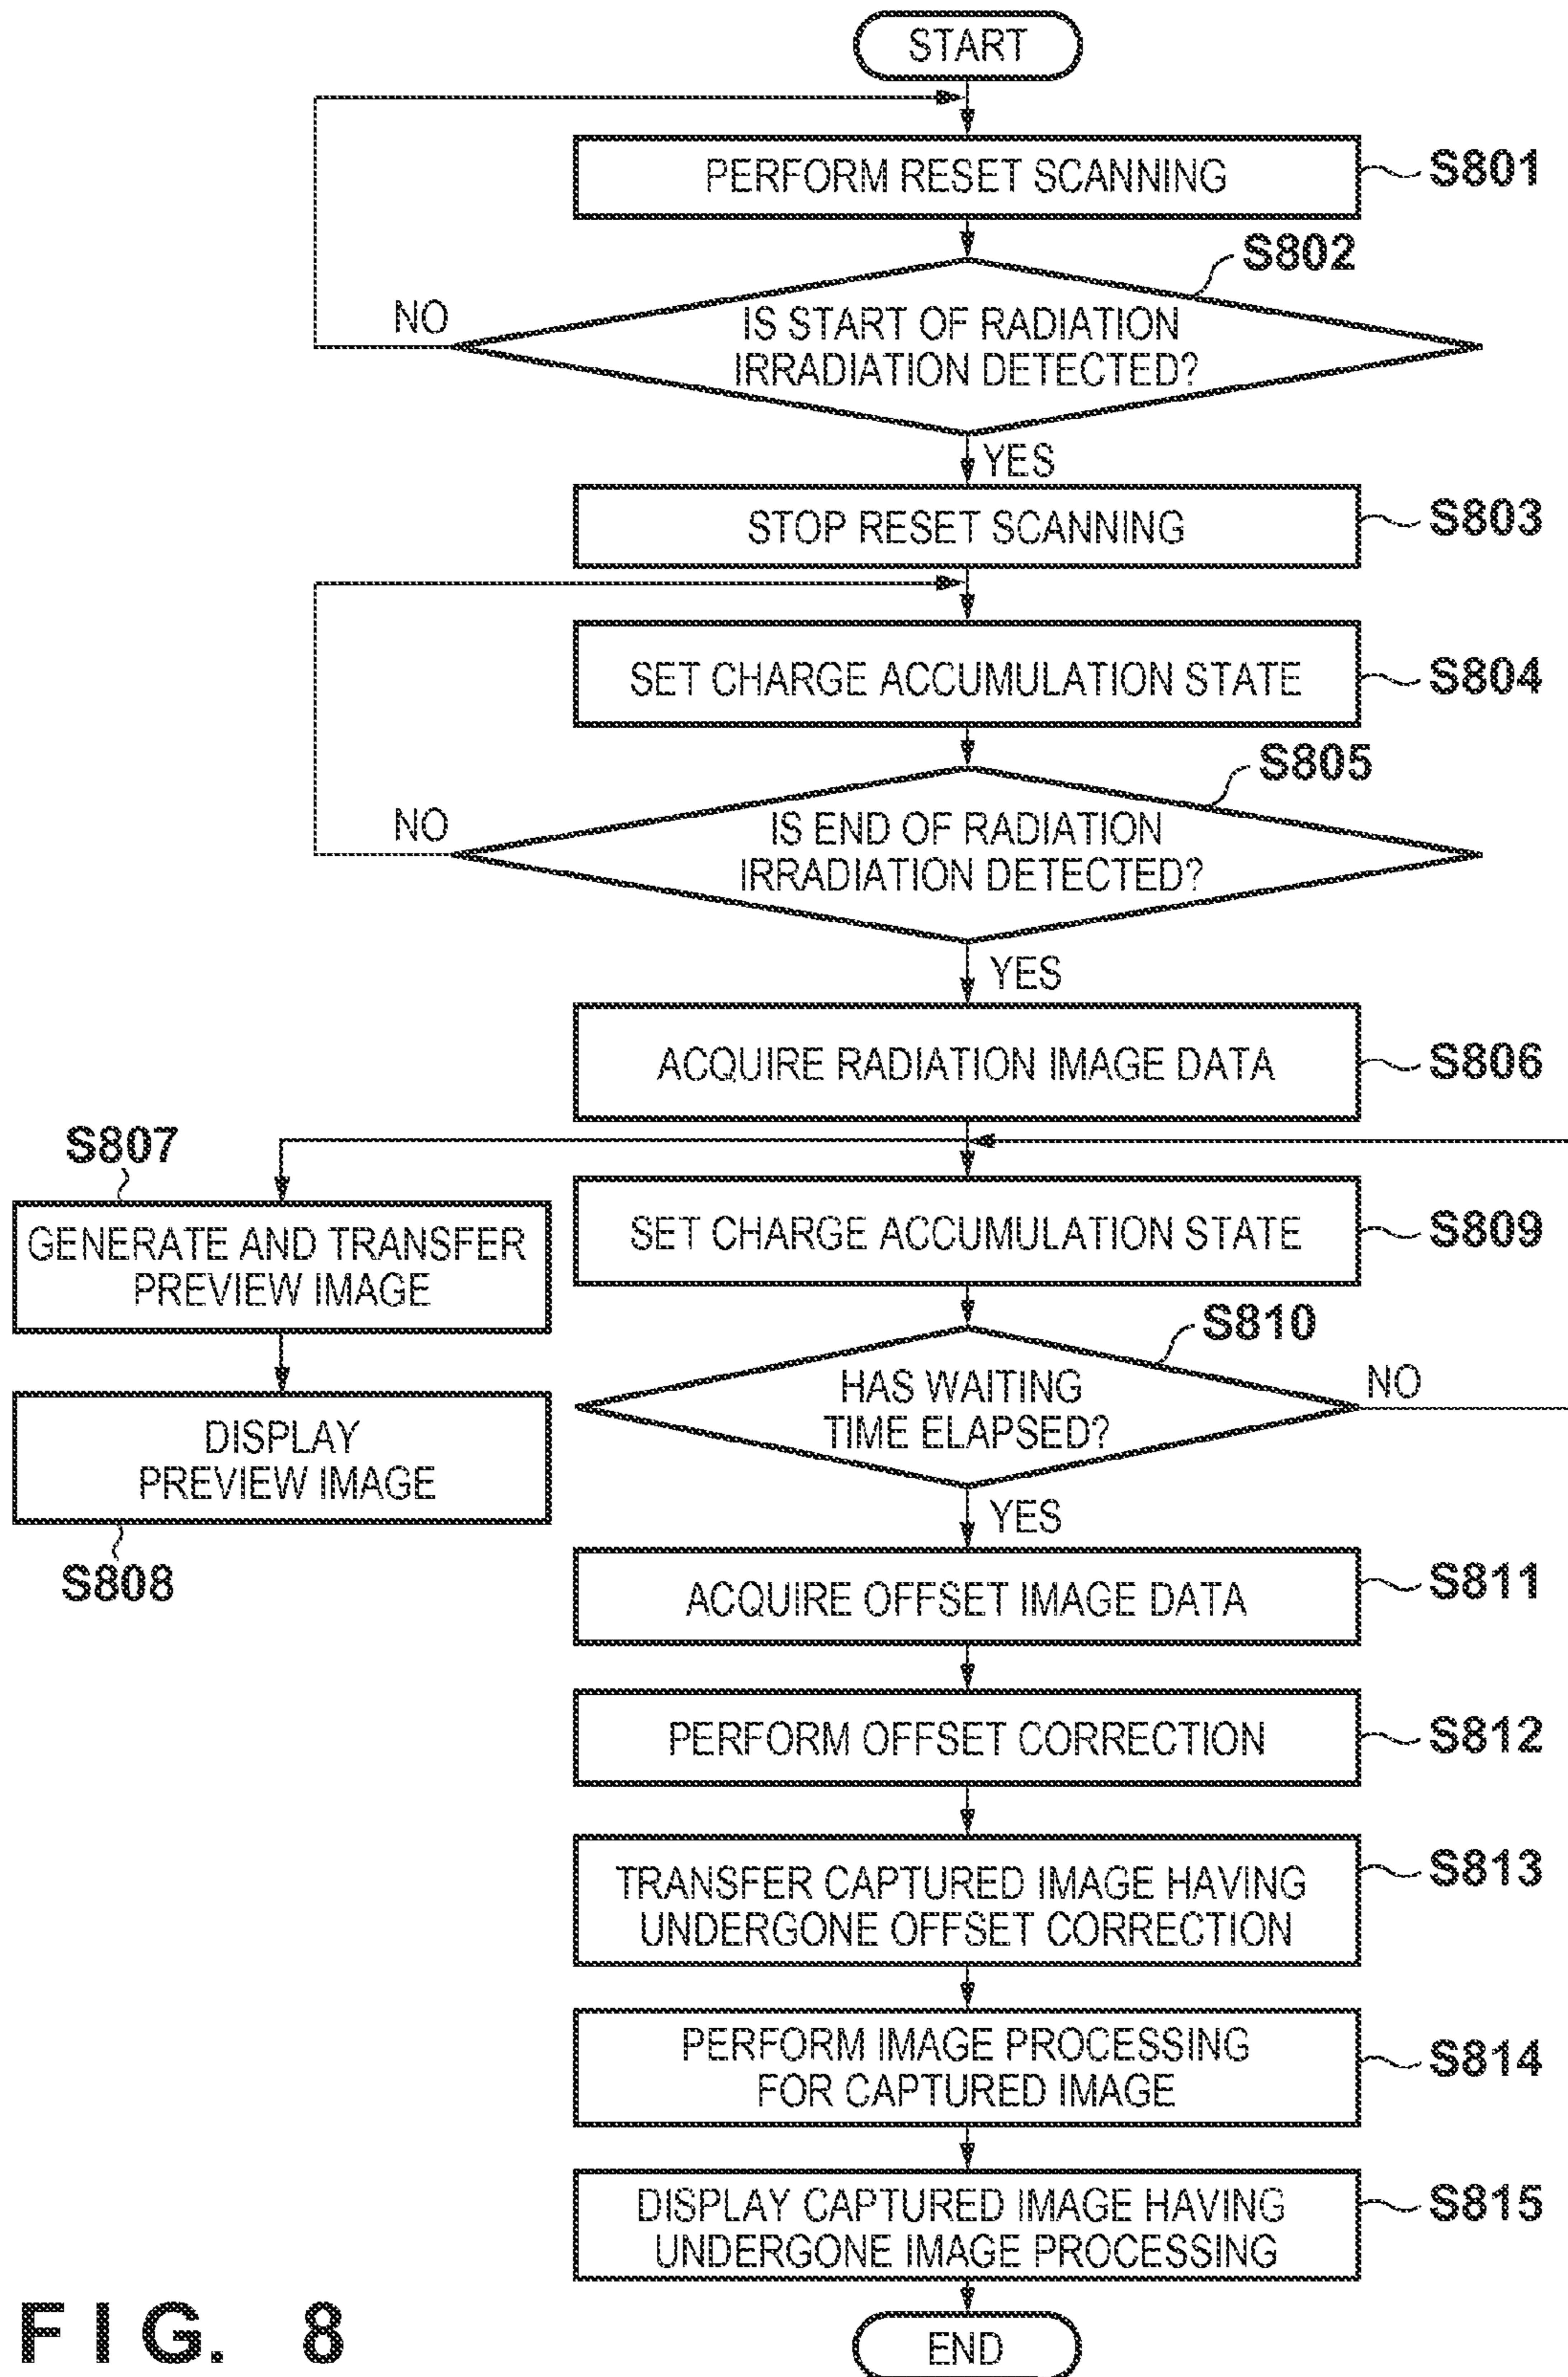 START
PERFORM RESET SCANNING
S801
S802
NO
IS START OF RADIATION
IRRADIATION DETECTED?
YES
STOP RESET SCANNING
S803
SET CHARGE ACCUMULATION STATE
S804
S805
NO
IS END OF RADIATION
IRRADIATION DETECTED?
YES
ACQUIRE RADIATION IMAGE DATA
S806
S807
GENERATE AND TRANSFER
PREVIEW IMAGE
DISPLAY
PREVIEW IMAGE
S808
SET CHARGE ACCUMULATION STATE
S809
S810
HAS WAITING
TIME ELAPSED?
NO
YES
ACQUIRE OFFSET IMAGE DATA
S811
PERFORM OFFSET CORRECTION
S812
TRANSFER CAPTURED IMAGE HAVING
UNDERGONE OFFSET CORRECTION
S813
PERFORM IMAGE PROCESSING
FOR CAPTURED IMAGE
S814
DISPLAY CAPTURED IMAGE HAVING
UNDERGONE IMAGE PROCESSING
S815
END
FIG. 8